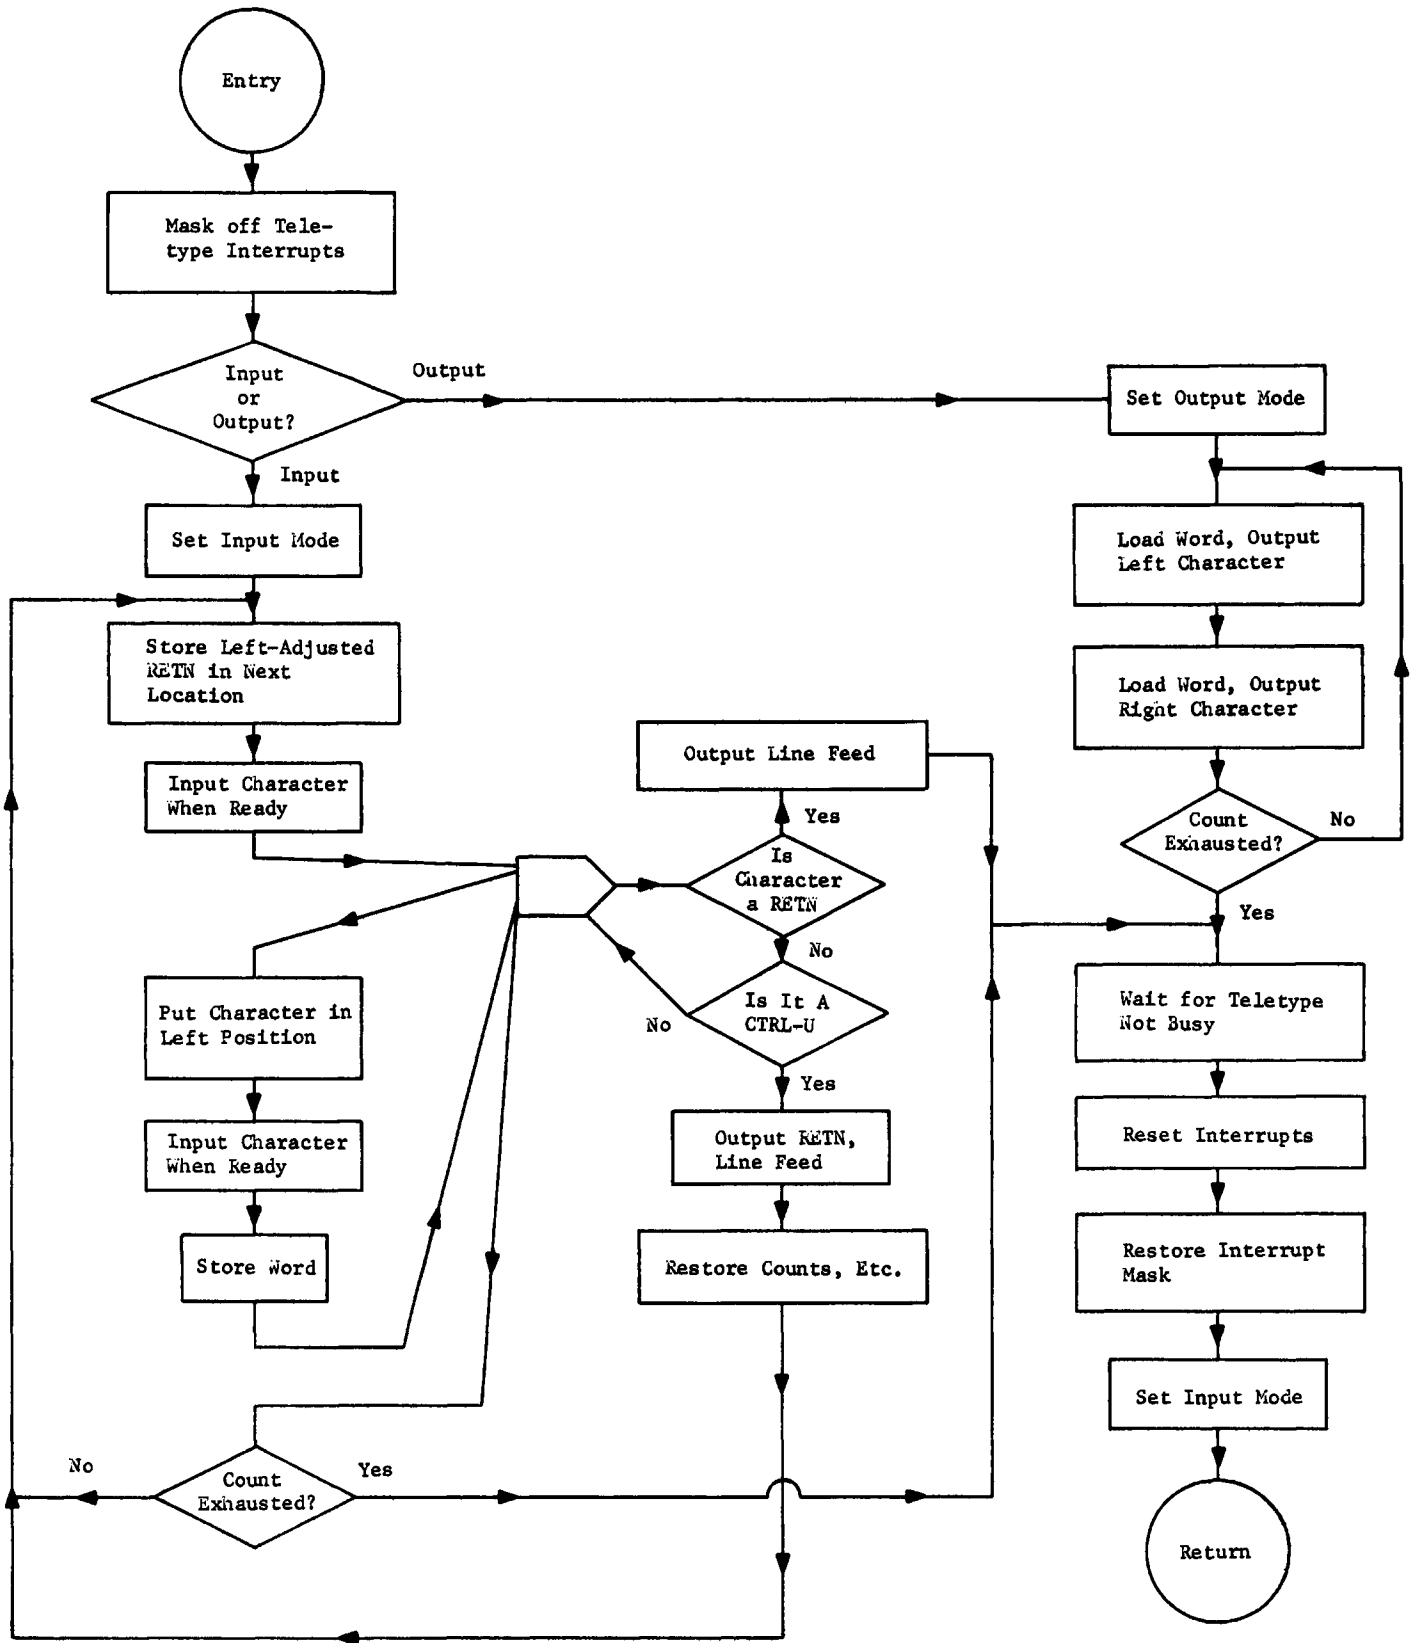 Entry
Mask off Tele-
type Interrupts
Input
or
Output?
Output
Input
Set Input Mode
Store Left-Adjusted
RETN in Next
Location
Input Character
When Ready
Put Character in
Left Position
Input Character
When Ready
Store Word
Count
Exhausted?
No
Yes
Output Line Feed
Yes
Is
Character
a RETN
No
Is It A
CTRL-U
No
Yes
Output RETN,
Line Feed
Restore Counts, Etc.
Set Output Mode
Load Word, Output
Left Character
Load Word, Output
Right Character
Count
Exhausted?
No
Yes
Wait for Teletype
Not Busy
Reset Interrupts
Restore Interrupt
Mask
Set Input Mode
Return